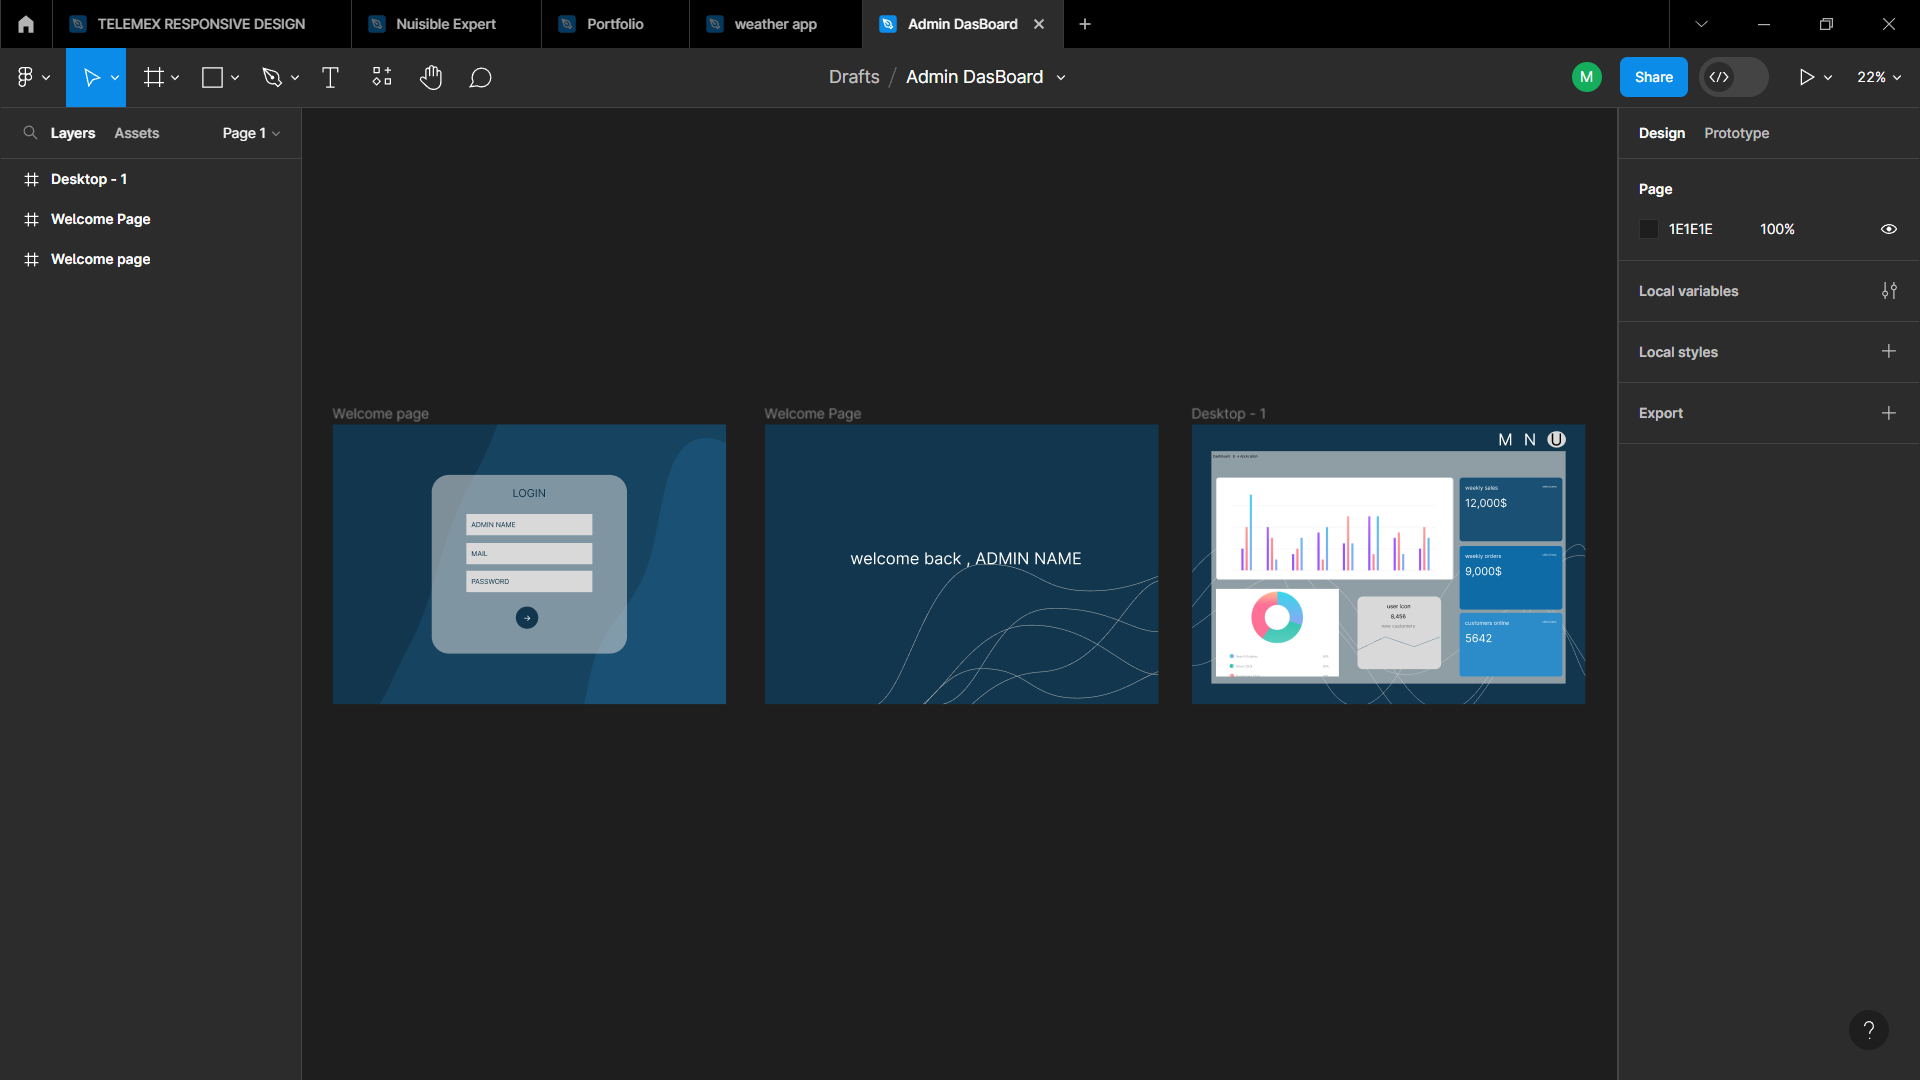 TELEMEX RESPONSIVE DESIGN
Nuisible Expert
Portfolio
weather app
Admin DasBoard
Drafts / Admin DasBoard
M
Share
22%
Layers
Assets
Page 1
Desktop - 1
Welcome Page
Welcome page
Design
Prototype
Page
1E1E1E
100%
Local variables
Local styles
Export
Welcome page
LOGIN
ADMIN NAME
MAIL
PASSWORD
Welcome Page
welcome back , ADMIN NAME
Desktop - 1
M N U
weekly sales
12,000$
weekly orders
9,000$
customers online
5642
user icon
8,456
new customers
?